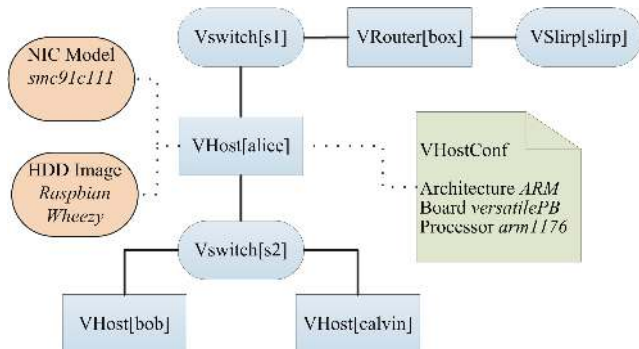 Vswitch[s1]
VRouter[box]
VSlirp[slirp]
NIC Model
smc91c111
VHost[alice]
VHostConf
Architecture ARM
Board versatilePB
Processor arm1176
HDD Image
Raspbian
Wheezy
Vswitch[s2]
VHost[bob]
VHost[calvin]